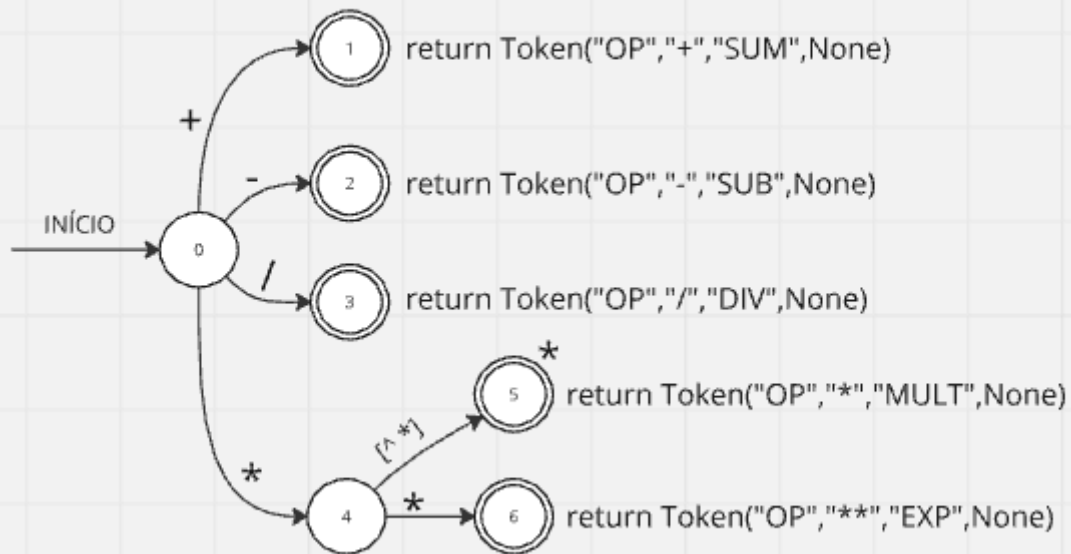 1 return Token("OP","+","SUM",None)
+
2 return Token("OP","-","SUB",None)
-
INÍCIO
0
/
3 return Token("OP","/","DIV",None)
*
5 return Token("OP","*","MULT",None)
[^ *]
*
4
*
6 return Token("OP","**","EXP",None)